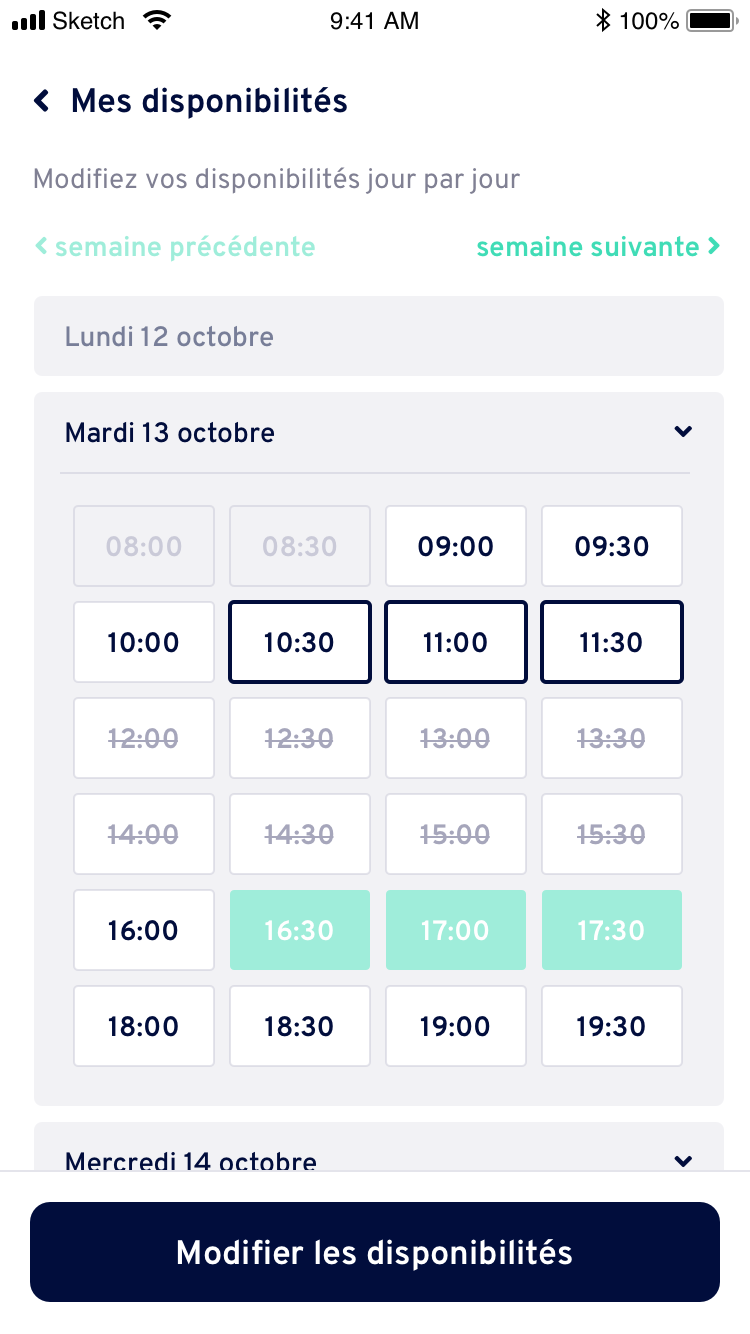 Sketch 9:41 AM 100%
Mes disponibilités
Modifiez vos disponibilités jour par jour
semaine précédente semaine suivante
Lundi 12 octobre
Mardi 13 octobre
08:00 08:30 09:00 09:30
10:00 10:30 11:00 11:30
12:00 12:30 13:00 13:30
14:00 14:30 15:00 15:30
16:00 16:30 17:00 17:30
18:00 18:30 19:00 19:30
Mercredi 14 octobre
Modifier les disponibilités